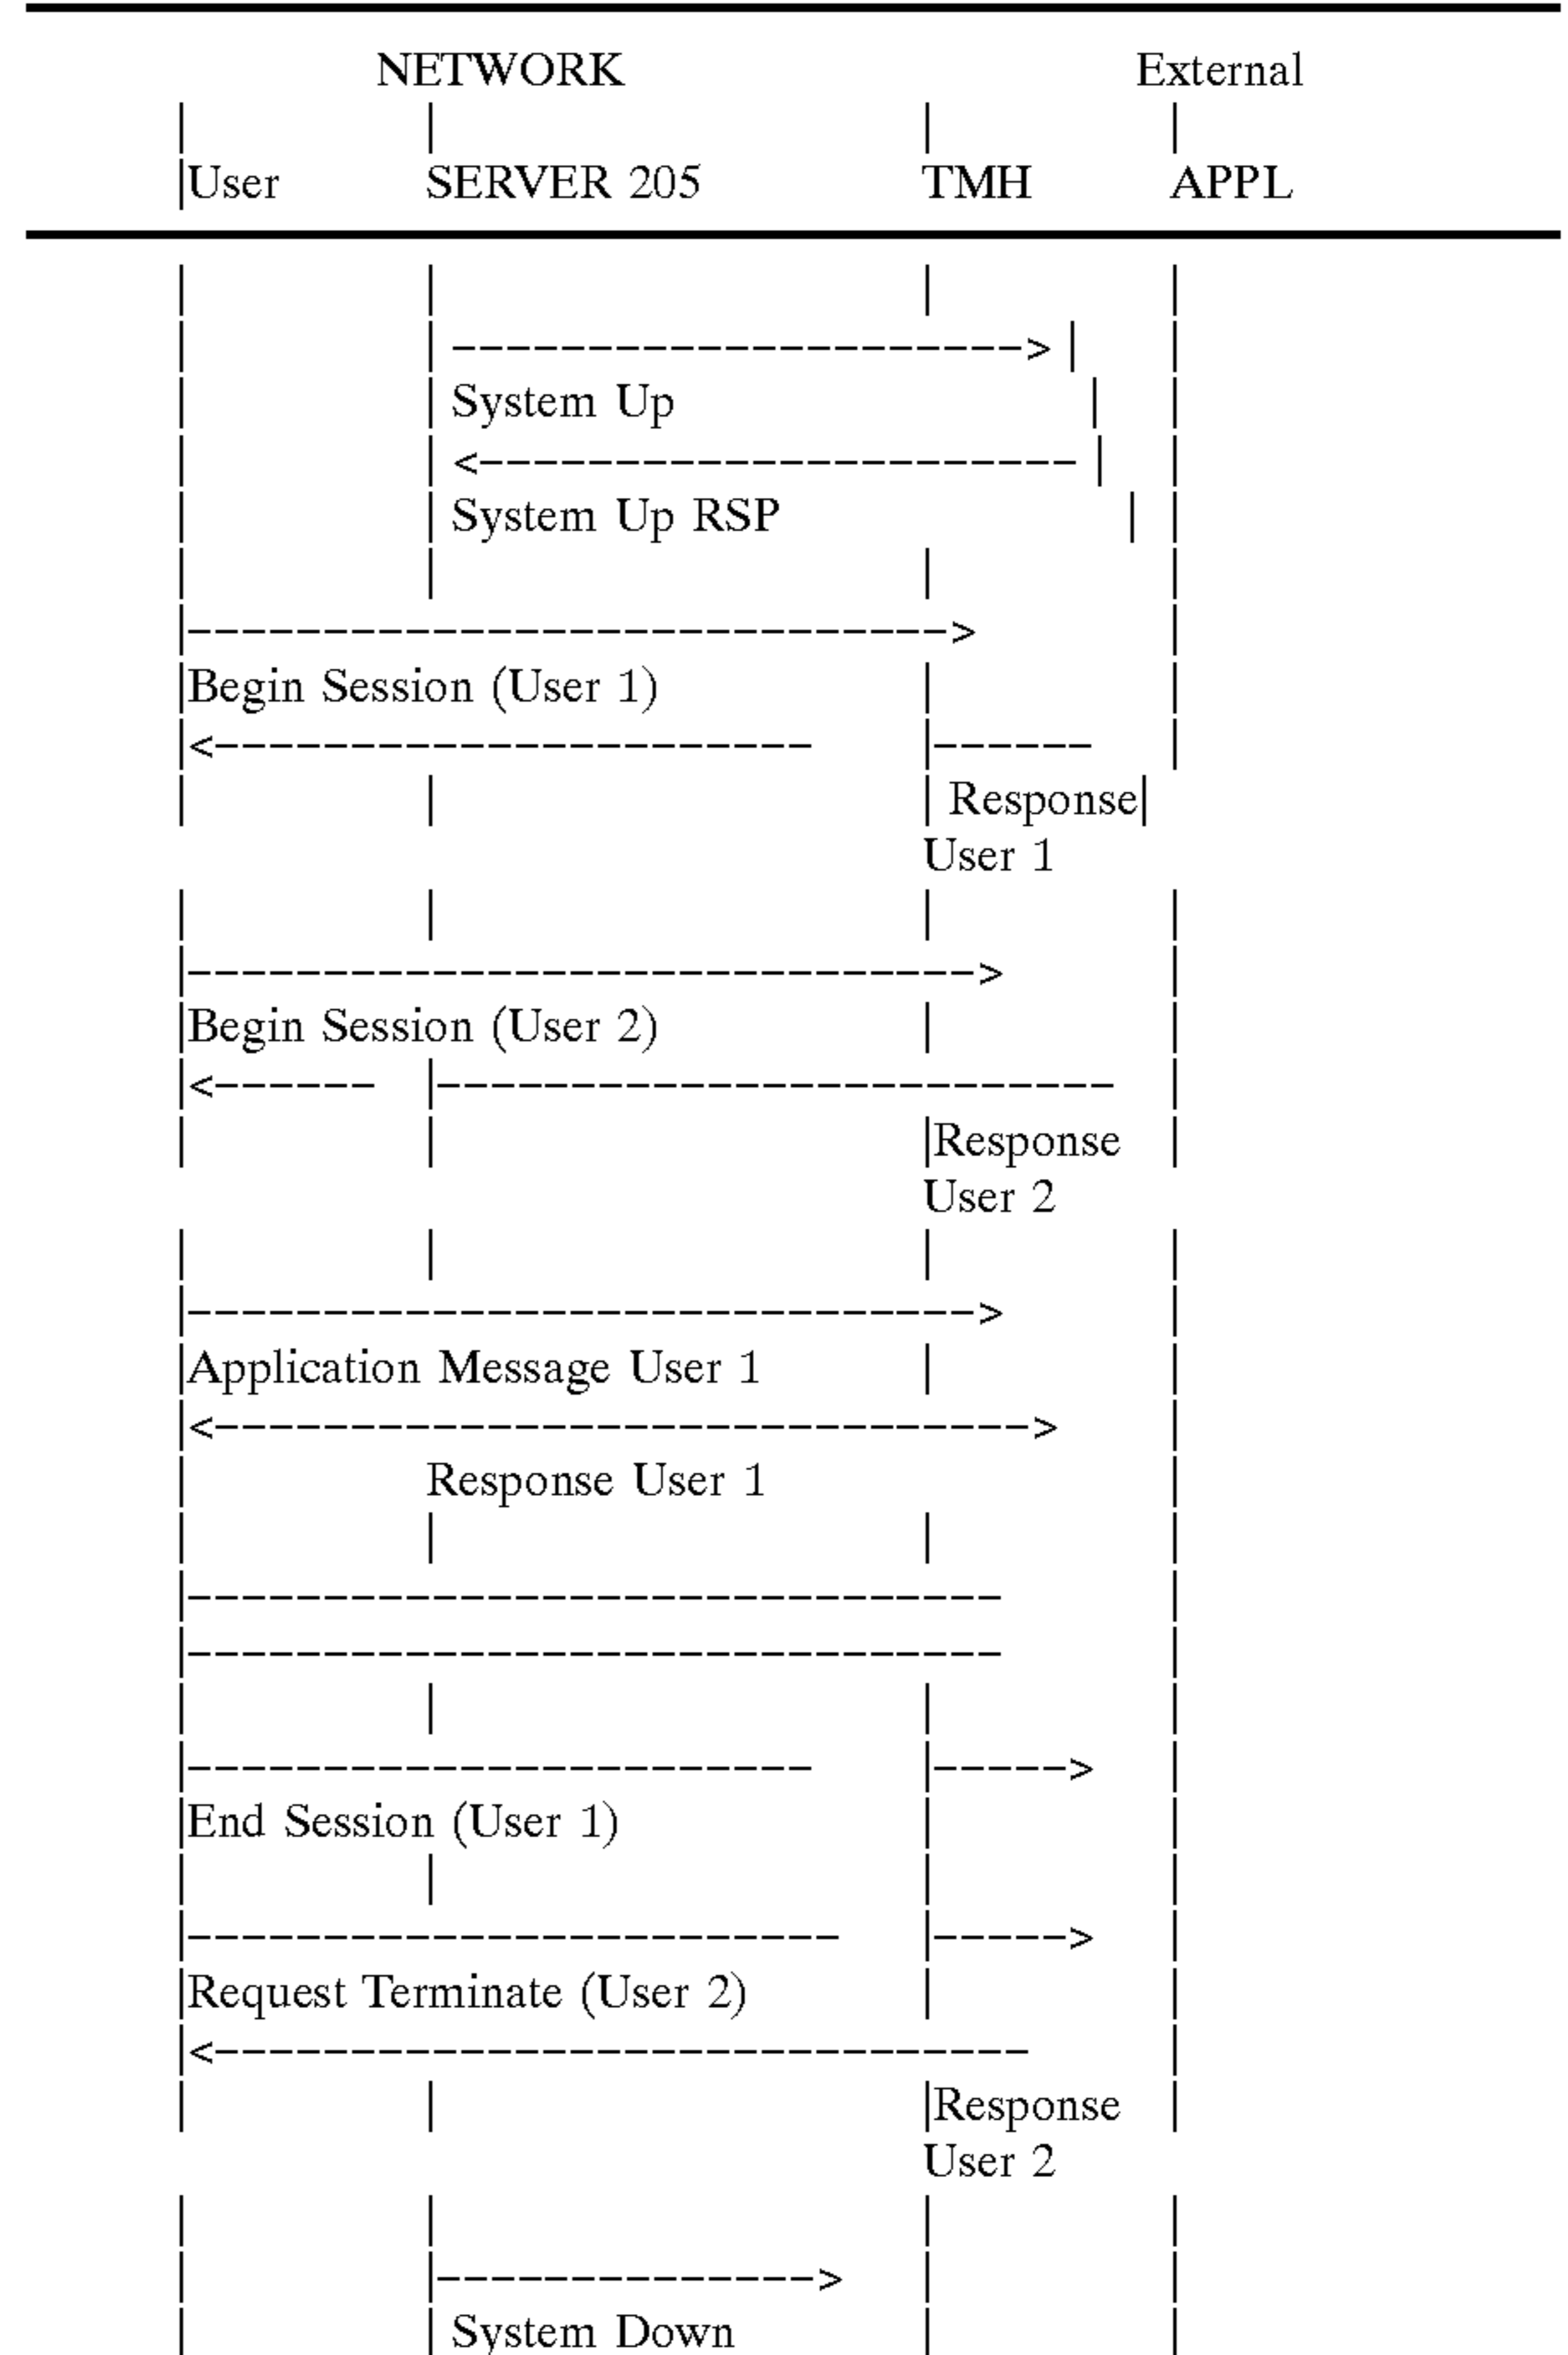 NETWORK External
| | | |
|User SERVER 205 TMH APPL
| | | |
| | ----------------------> | |
| | System Up | |
| | <----------------------- | |
| | System Up RSP | |
| | | |
|----------------------------> |
|Begin Session (User 1) | |
|<---------------------- |------ |
| | | Response|
User 1
| | | |
|-----------------------------> |
|Begin Session (User 2) | |
|<------ |------------------------- |
| | |Response |
User 2
| | | |
|-----------------------------> |
|Application Message User 1 | |
|<------------------------------> |
| Response User 1 |
| | | |
|------------------------------ |
|------------------------------ |
| | | |
|----------------------- |-----> |
|End Session (User 1) | |
| | | |
|------------------------ |-----> |
|Request Terminate (User 2) | |
|<------------------------------ |
| | |Response |
User 2
| | | |
| |--------------> | |
| | System Down | |